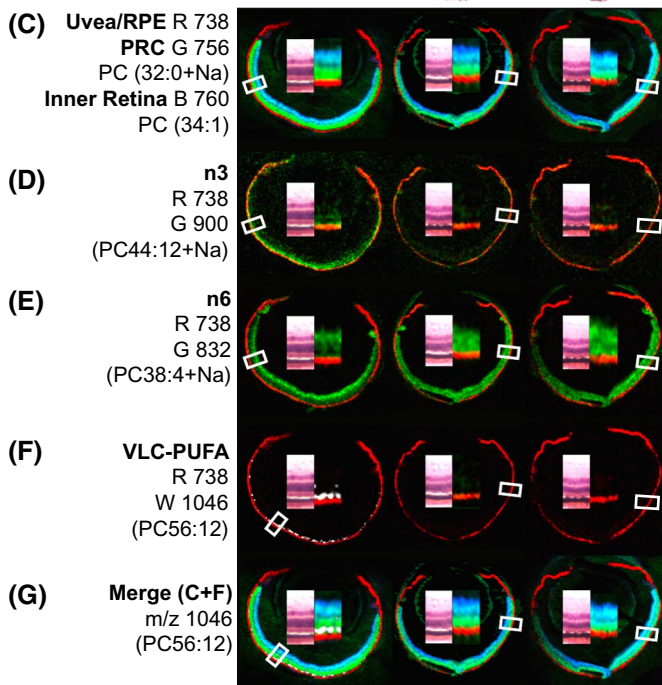 (C) Uvea/RPE R 738
PRC G 756
PC (32:0+Na)
Inner Retina B 760
PC (34:1)
(D) n3
R 738
G 900
(PC44:12+Na)
(E) n6
R 738
G 832
(PC38:4+Na)
(F) VLC-PUFA
R 738
W 1046
(PC56:12)
(G) Merge (C+F)
m/z 1046
(PC56:12)